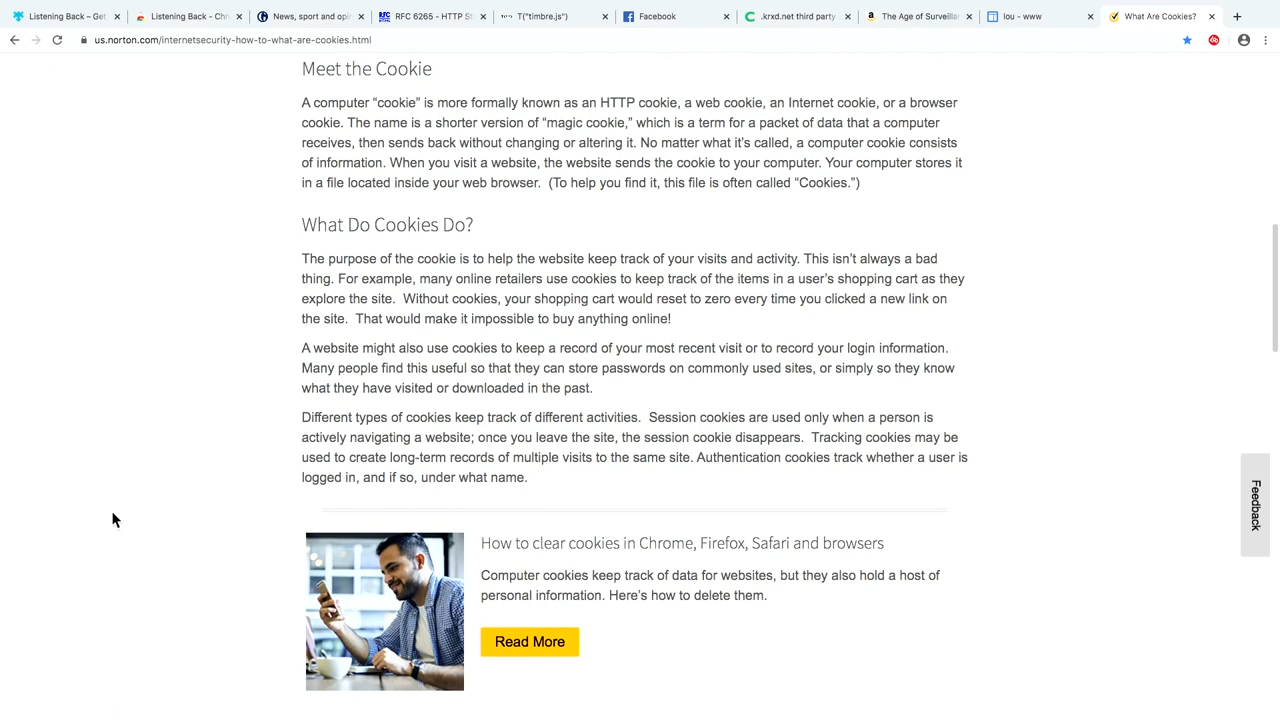 Listening Back – Get
Listening Back - Chr
News, sport and opi
RFC 6265 - HTTP St
T("timbre.js")
Facebook
.krxd.net third party
The Age of Surveillan
lou - www
What Are Cookies?
us.norton.com/internetsecurity-how-to-what-are-cookies.html
Meet the Cookie
A computer “cookie” is more formally known as an HTTP cookie, a web cookie, an Internet cookie, or a browser
cookie. The name is a shorter version of “magic cookie,” which is a term for a packet of data that a computer
receives, then sends back without changing or altering it. No matter what it’s called, a computer cookie consists
of information. When you visit a website, the website sends the cookie to your computer. Your computer stores it
in a file located inside your web browser.  (To help you find it, this file is often called “Cookies.”)
What Do Cookies Do?
The purpose of the cookie is to help the website keep track of your visits and activity. This isn’t always a bad
thing. For example, many online retailers use cookies to keep track of the items in a user’s shopping cart as they
explore the site.  Without cookies, your shopping cart would reset to zero every time you clicked a new link on
the site.  That would make it impossible to buy anything online!
A website might also use cookies to keep a record of your most recent visit or to record your login information.
Many people find this useful so that they can store passwords on commonly used sites, or simply so they know
what they have visited or downloaded in the past.
Different types of cookies keep track of different activities.  Session cookies are used only when a person is
actively navigating a website; once you leave the site, the session cookie disappears.  Tracking cookies may be
used to create long-term records of multiple visits to the same site. Authentication cookies track whether a user is
logged in, and if so, under what name.
Feedback
How to clear cookies in Chrome, Firefox, Safari and browsers
Computer cookies keep track of data for websites, but they also hold a host of
personal information. Here’s how to delete them.
Read More